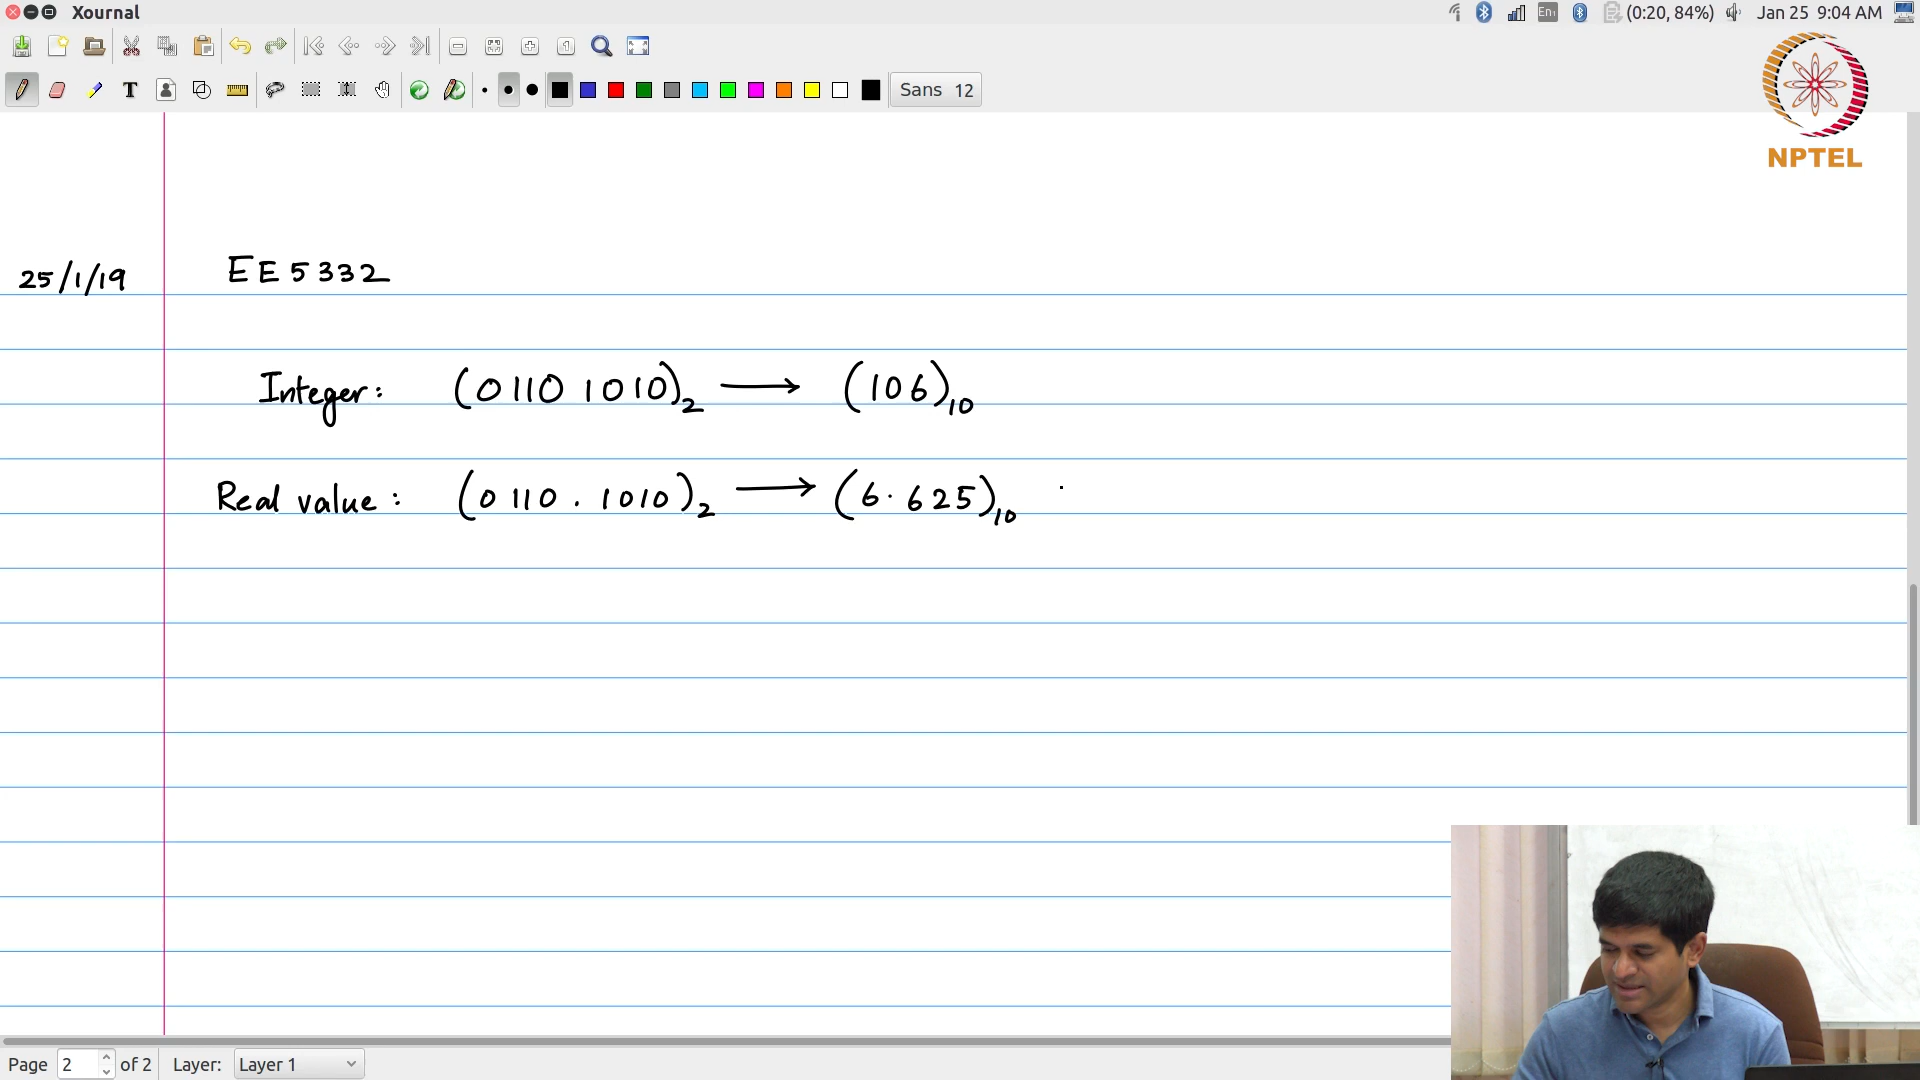 Xournal
En1 (0:20, 84%) Jan 25 9:04 AM
Sans 12
NPTEL
25/1/19 EE5332
Integer: (0110 1010)2 → (106)10
Real value: (0110.1010)2 → (6.625)10
Page 2 of 2 Layer: Layer 1